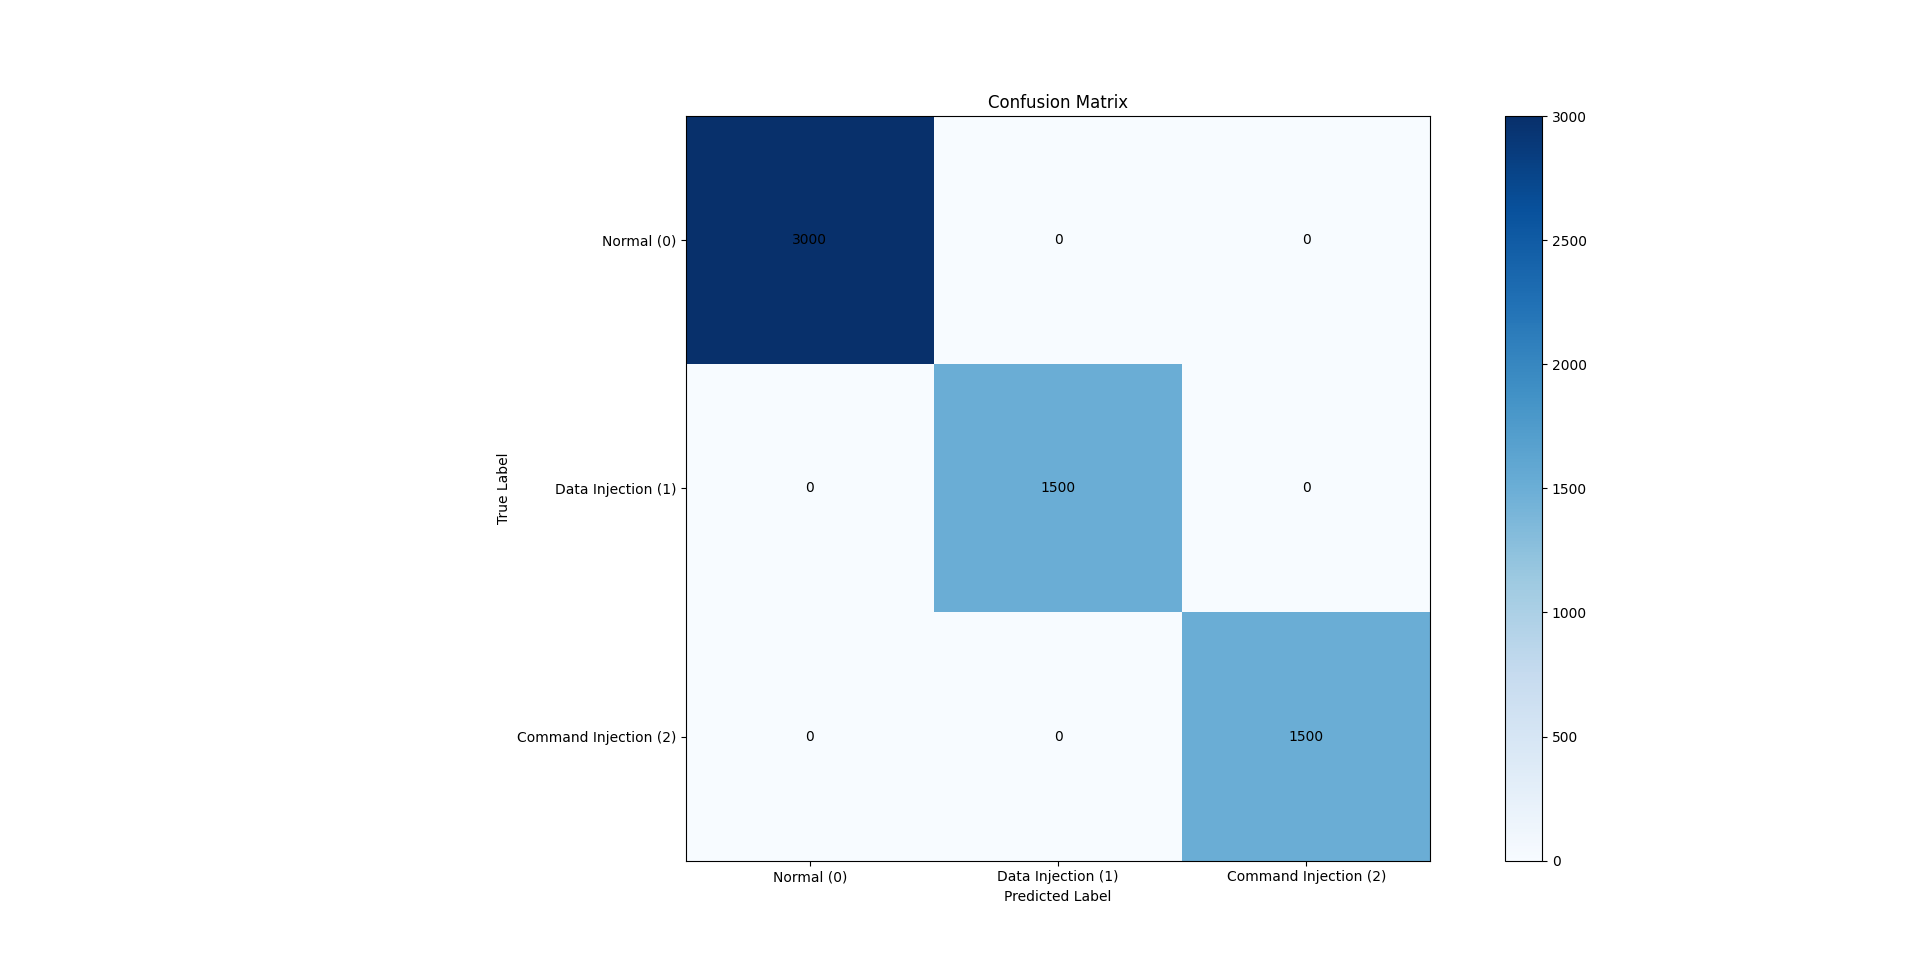 Confusion Matrix
Normal (0) 3000 0 0
Data Injection (1) 0 1500 0
Command Injection (2) 0 0 1500
True Label
Normal (0) Data Injection (1) Command Injection (2)
Predicted Label
3000
2500
2000
1500
1000
500
0